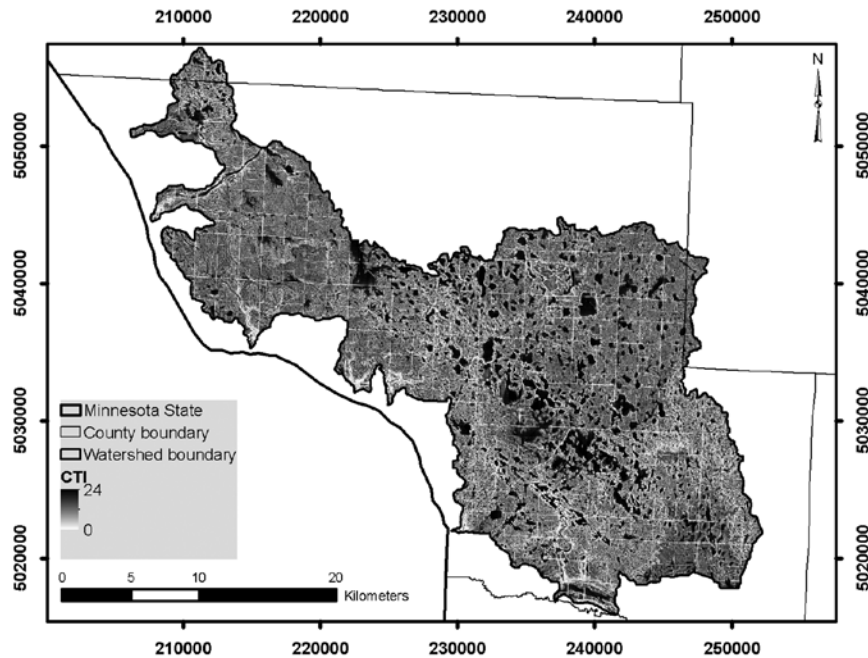 210000 220000 230000 240000 250000
N
5050000 5050000
5040000 5040000
5030000 5030000
5020000 5020000
Minnesota State
County boundary
Watershed boundary
CTI
24
0
0 5 10 20
Kilometers
210000 220000 230000 240000 250000